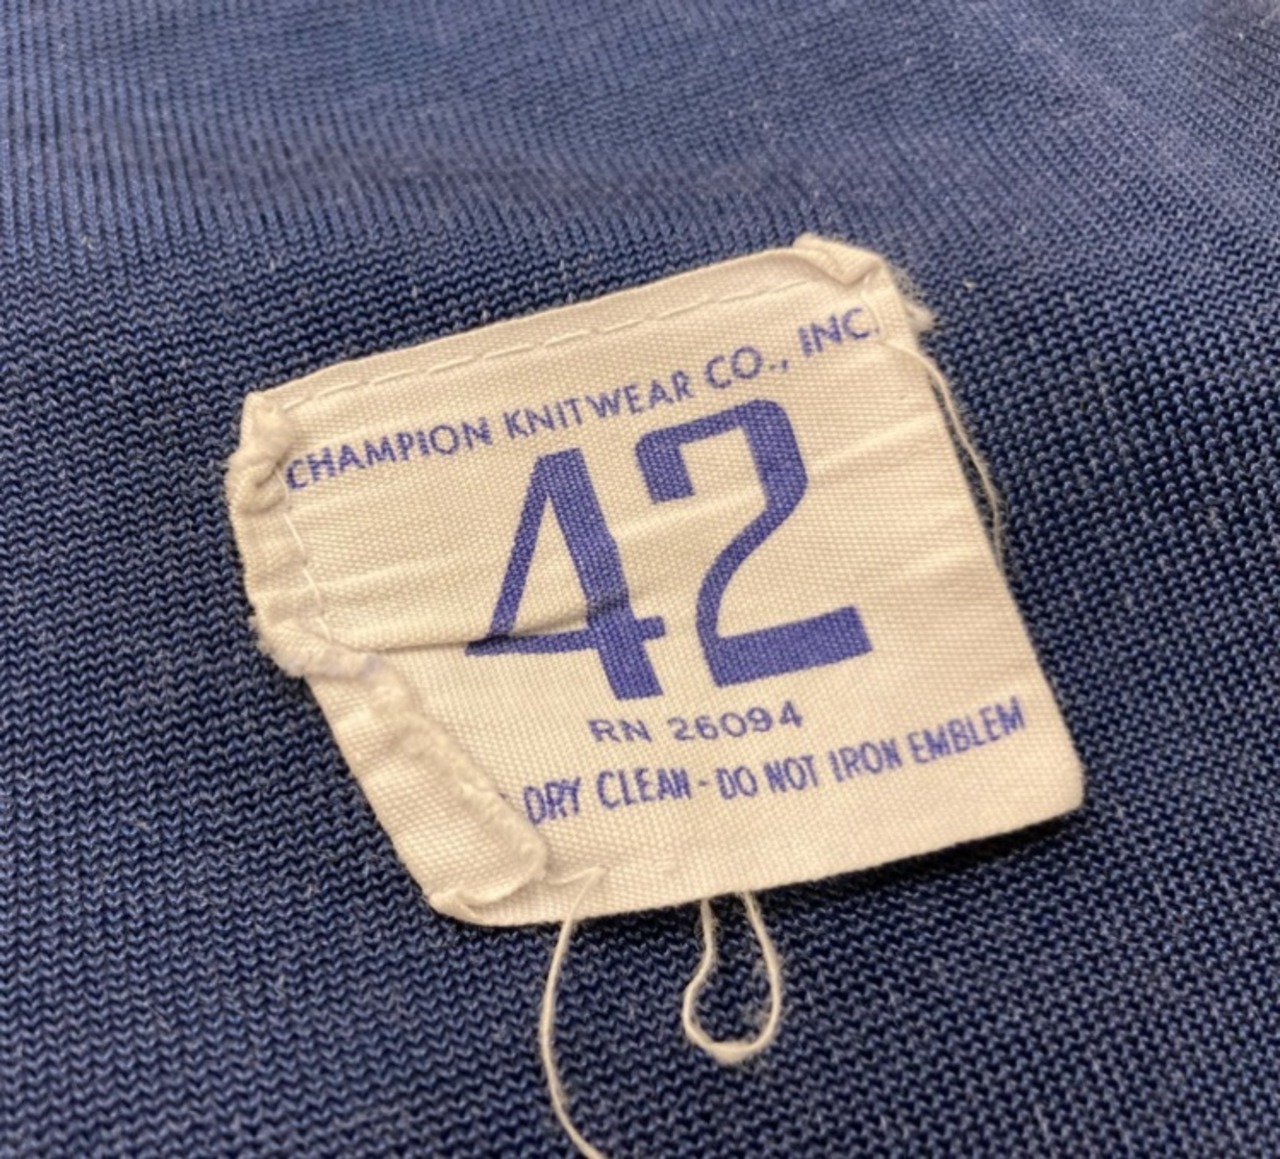 CHAMPION KNITWEAR CO., INC.
42
RN 26094
DRY CLEAN - DO NOT IRON EMBLEM